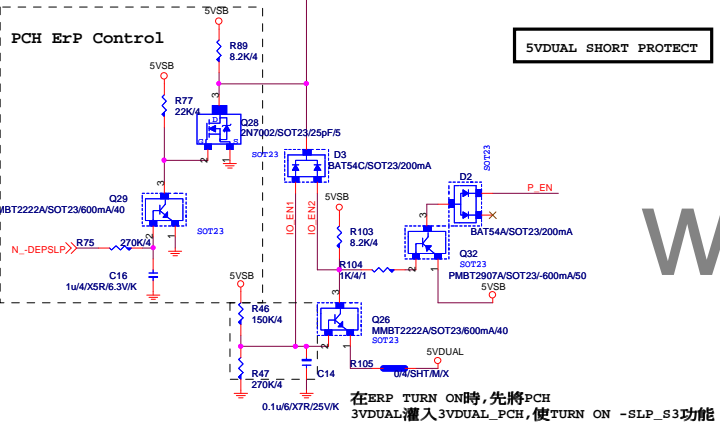 5VSB
PCH ErP Control
5VDUAL SHORT PROTECT
R89
8.2K/4
5VSB
3
R77
22K/4
D
Q28
2N7002/SOT23/25pF/5
G
S
SOT23
2
1
D3
BAT54C/SOT23/200mA
SOT23
3
D2
P_EN
Q29
MBT2222A/SOT23/600mA/40
SOT23
2
1
IO_EN1
IO_EN2
5VSB
3
BAT54A/SOT23/200mA
R103
8.2K/4
N_-DEPSLP
R75
270K/4
Q32
SOT23
PMBT2907A/SOT23/-600mA/50
2
1
C16
1u/4/X5R/6.3V/K
R104
1K/4/1
5VSB
5VSB
3
R46
150K/4
Q26
MMBT2222A/SOT23/600mA/40
SOT23
2
1
5VDUAL
R47
270K/4
C14
R105
0/4/SHT/M/X
0.1u/6/X7R/25V/K
在ERP TURN ON時,先將PCH
3VDUAL灌入3VDUAL_PCH,使TURN ON -SLP_S3功能
W